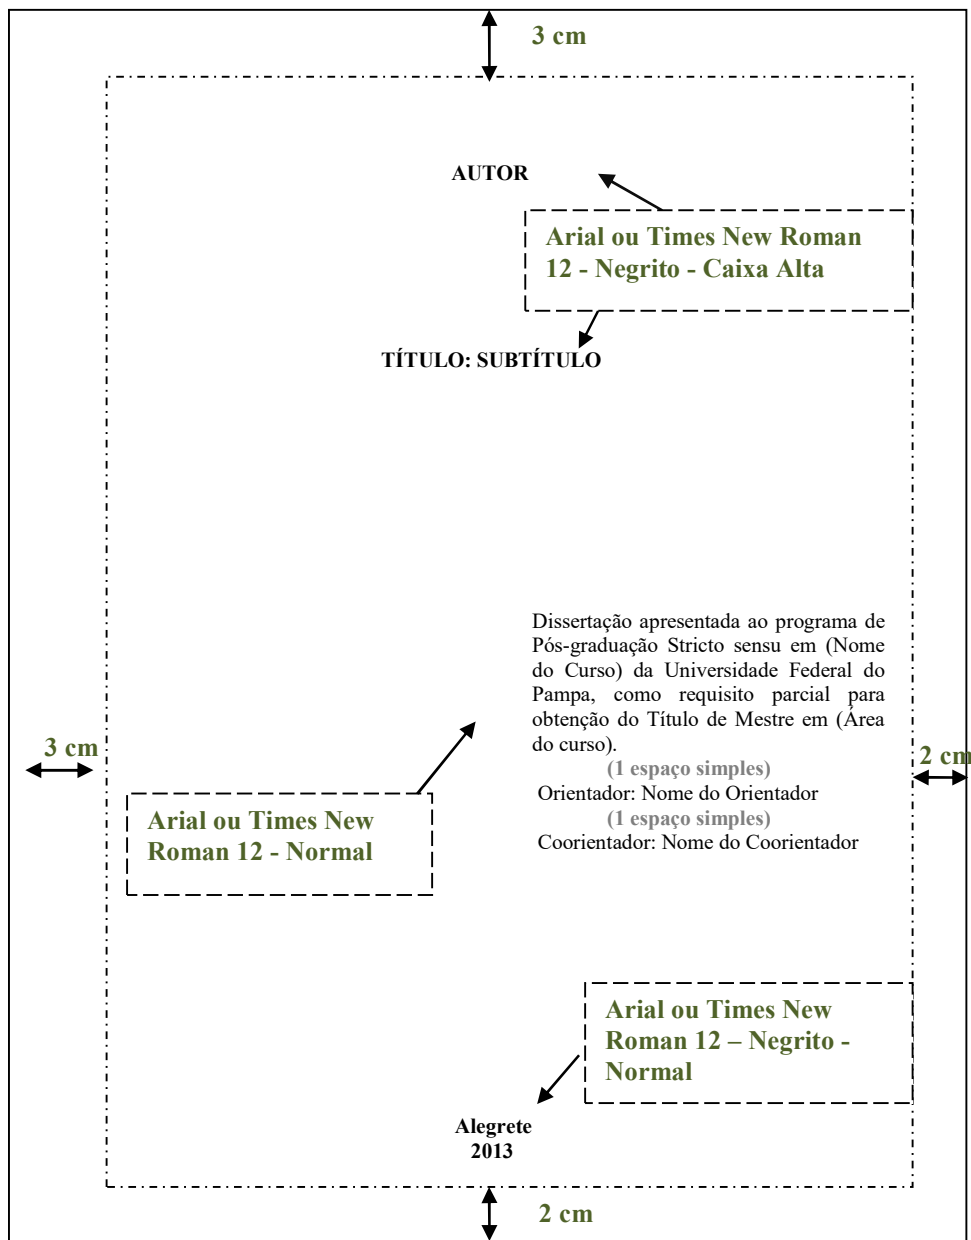 3 cm
AUTOR
Arial ou Times New Roman
12 - Negrito - Caixa Alta
TÍTULO: SUBTÍTULO
Dissertação apresentada ao programa de
Pós-graduação Stricto sensu em (Nome
do Curso) da Universidade Federal do
Pampa, como requisito parcial para
obtenção do Título de Mestre em (Área
do curso).
(1 espaço simples)
Orientador: Nome do Orientador
(1 espaço simples)
Coorientador: Nome do Coorientador
3 cm
2 cm
Arial ou Times New
Roman 12 - Normal
Arial ou Times New
Roman 12 – Negrito -
Normal
Alegrete
2013
2 cm